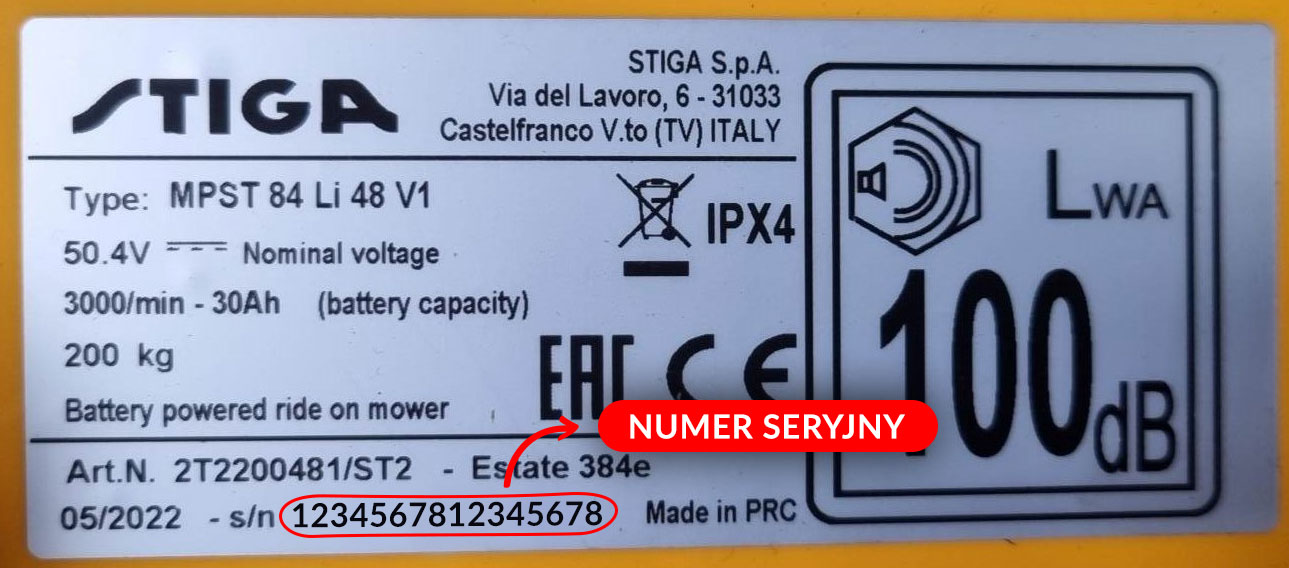 STIGA
STIGA S.p.A.
Via del Lavoro, 6 - 31033
Castelfranco V.to (TV) ITALY
Type: MPST 84 Li 48 V1
50.4V Nominal voltage
3000/min - 30Ah (battery capacity)
200 kg
Battery powered ride on mower
IPX4
EAC CE
LWA
100dB
NUMER SERYJNY
Art.N. 2T2200481/ST2 - Estate 384e
05/2022 - s/n 1234567812345678 Made in PRC